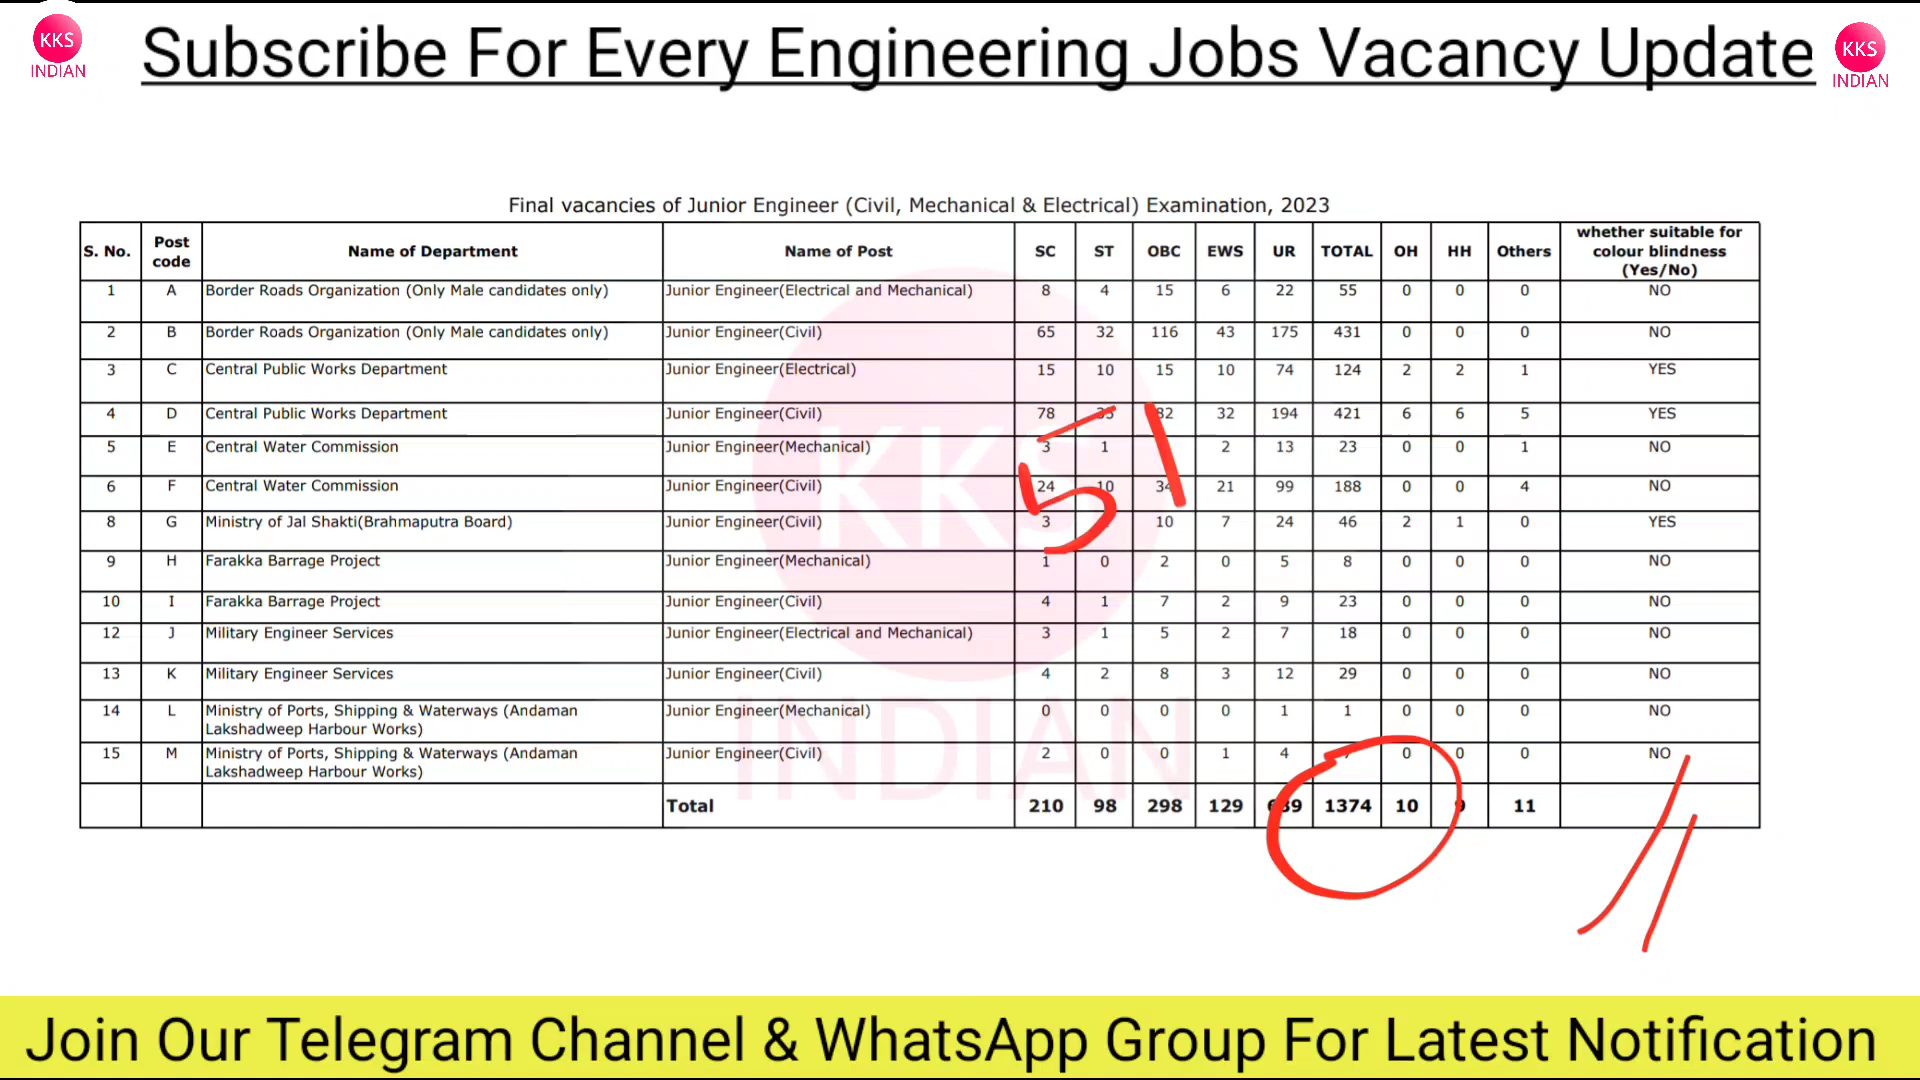 KKS
INDIAN
Subscribe For Every Engineering Jobs Vacancy Update
KKS
INDIAN
Final vacancies of Junior Engineer (Civil, Mechanical & Electrical) Examination, 2023
S. No. Post code Name of Department Name of Post SC ST OBC EWS UR TOTAL OH HH Others whether suitable for colour blindness (Yes/No)
1 A Border Roads Organization (Only Male candidates only) Junior Engineer(Electrical and Mechanical) 8 4 15 6 22 55 0 0 0 NO
2 B Border Roads Organization (Only Male candidates only) Junior Engineer(Civil) 65 32 116 43 175 431 0 0 0 NO
3 C Central Public Works Department Junior Engineer(Electrical) 15 10 15 10 74 124 2 2 1 YES
4 D Central Public Works Department Junior Engineer(Civil) 78 35 82 32 194 421 6 6 5 YES
5 E Central Water Commission Junior Engineer(Mechanical) 3 1 2 13 23 0 0 1 NO
6 F Central Water Commission Junior Engineer(Civil) 24 10 34 21 99 188 0 0 4 NO
8 G Ministry of Jal Shakti(Brahmaputra Board) Junior Engineer(Civil) 3 10 7 24 46 2 1 0 YES
9 H Farakka Barrage Project Junior Engineer(Mechanical) 1 0 2 0 5 8 0 0 0 NO
10 I Farakka Barrage Project Junior Engineer(Civil) 4 1 7 2 9 23 0 0 0 NO
12 J Military Engineer Services Junior Engineer(Electrical and Mechanical) 3 1 5 2 7 18 0 0 0 NO
13 K Military Engineer Services Junior Engineer(Civil) 4 2 8 3 12 29 0 0 0 NO
14 L Ministry of Ports, Shipping & Waterways (Andaman Lakshadweep Harbour Works) Junior Engineer(Mechanical) 0 0 0 0 1 1 0 0 0 NO
15 M Ministry of Ports, Shipping & Waterways (Andaman Lakshadweep Harbour Works) Junior Engineer(Civil) 2 0 0 1 4 7 0 0 0 NO
Total 210 98 298 129 639 1374 10 9 11
51
KKS
INDIAN
Join Our Telegram Channel & WhatsApp Group For Latest Notification